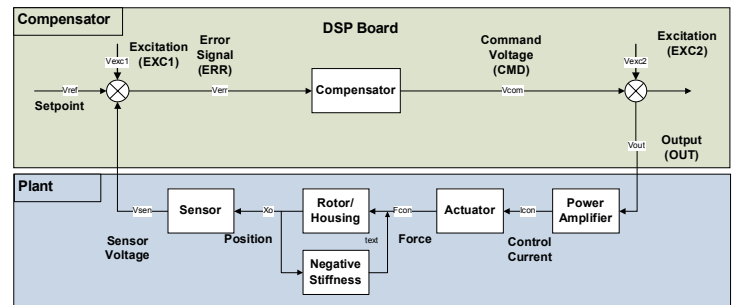 Compensator
DSP Board
Excitation
(EXC1)
Error
Signal
(ERR)
Command
Voltage
(CMD)
Excitation
(EXC2)
Vexc1
Vexc2
Vref
Setpoint
Verr
Compensator
Vcom
Vout
Output
(OUT)
Plant
Vsen
Sensor
Xo
Rotor/
Housing
Fcon
Actuator
Icon
Power
Amplifier
Sensor
Voltage
Position
text
Force
Control
Current
Negative
Stiffness